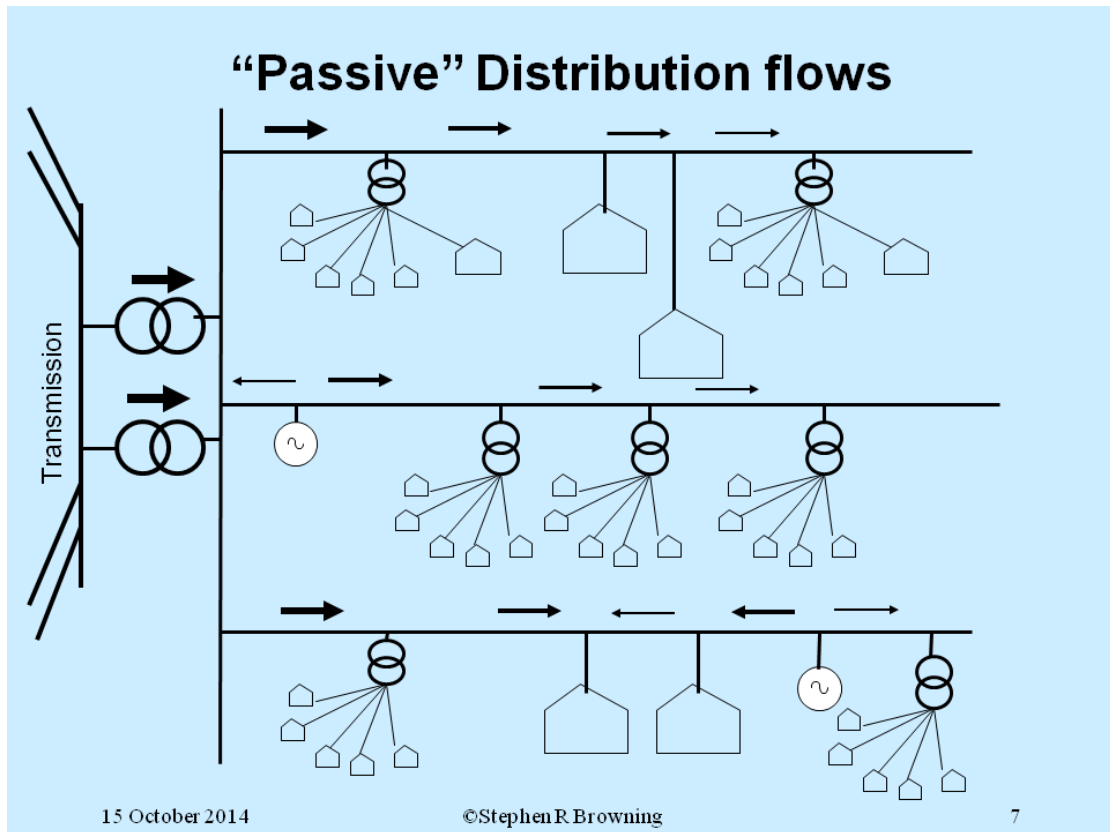 “Passive” Distribution flows
Transmission
15 October 2014
©Stephen R Browning
7